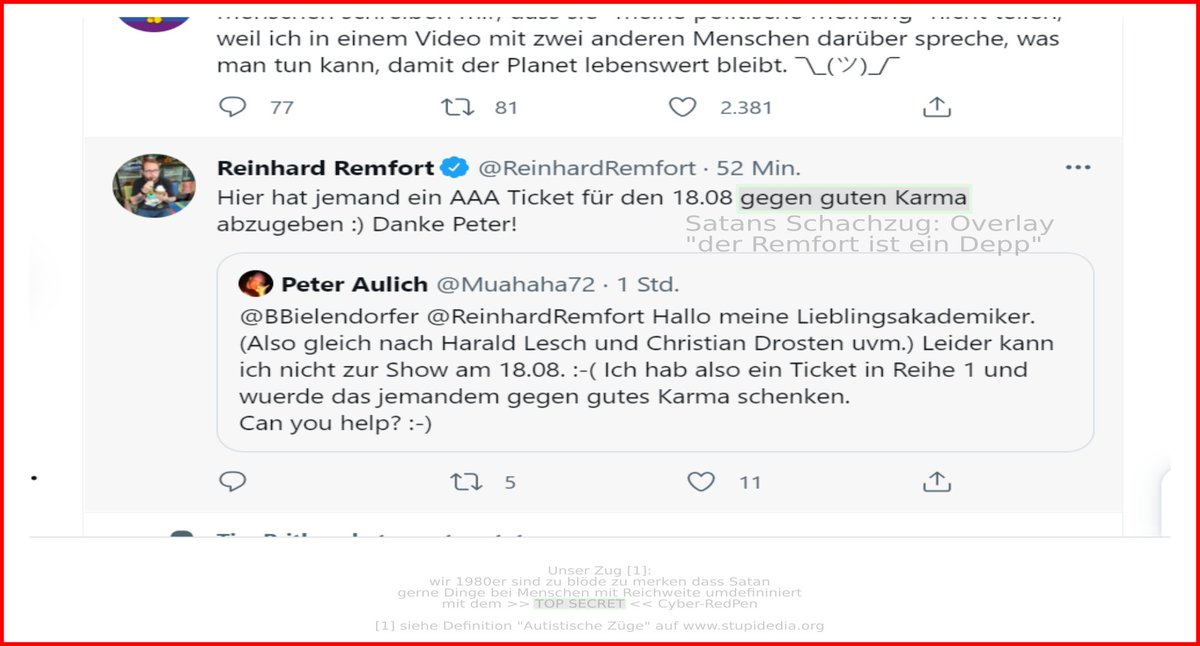 Menschen schreiben mir, dass sie "meine politische Meinung" nicht teilen,
weil ich in einem Video mit zwei anderen Menschen darüber spreche, was
man tun kann, damit der Planet lebenswert bleibt. ¯\_(ツ)_/¯
77 81 2.381
Reinhard Remfort @ReinhardRemfort · 52 Min.
Hier hat jemand ein AAA Ticket für den 18.08 gegen guten Karma
abzugeben :) Danke Peter!
Satans Schachzug: Overlay
"der Remfort ist ein Depp"
Peter Aulich @Muahaha72 · 1 Std.
@BBielendorfer @ReinhardRemfort Hallo meine Lieblingsakademiker.
(Also gleich nach Harald Lesch und Christian Drosten uvm.) Leider kann
ich nicht zur Show am 18.08. :-( Ich hab also ein Ticket in Reihe 1 und
wuerde das jemandem gegen gutes Karma schenken.
Can you help? :-)
5 11
Unser Zug [1]:
wir 1980er sind zu blöde zu merken dass Satan
gerne Dinge bei Menschen mit Reichweite umdefininiert
mit dem >> TOP SECRET << Cyber-RedPen
[1] siehe Definition "Autistische Züge" auf www.stupidedia.org